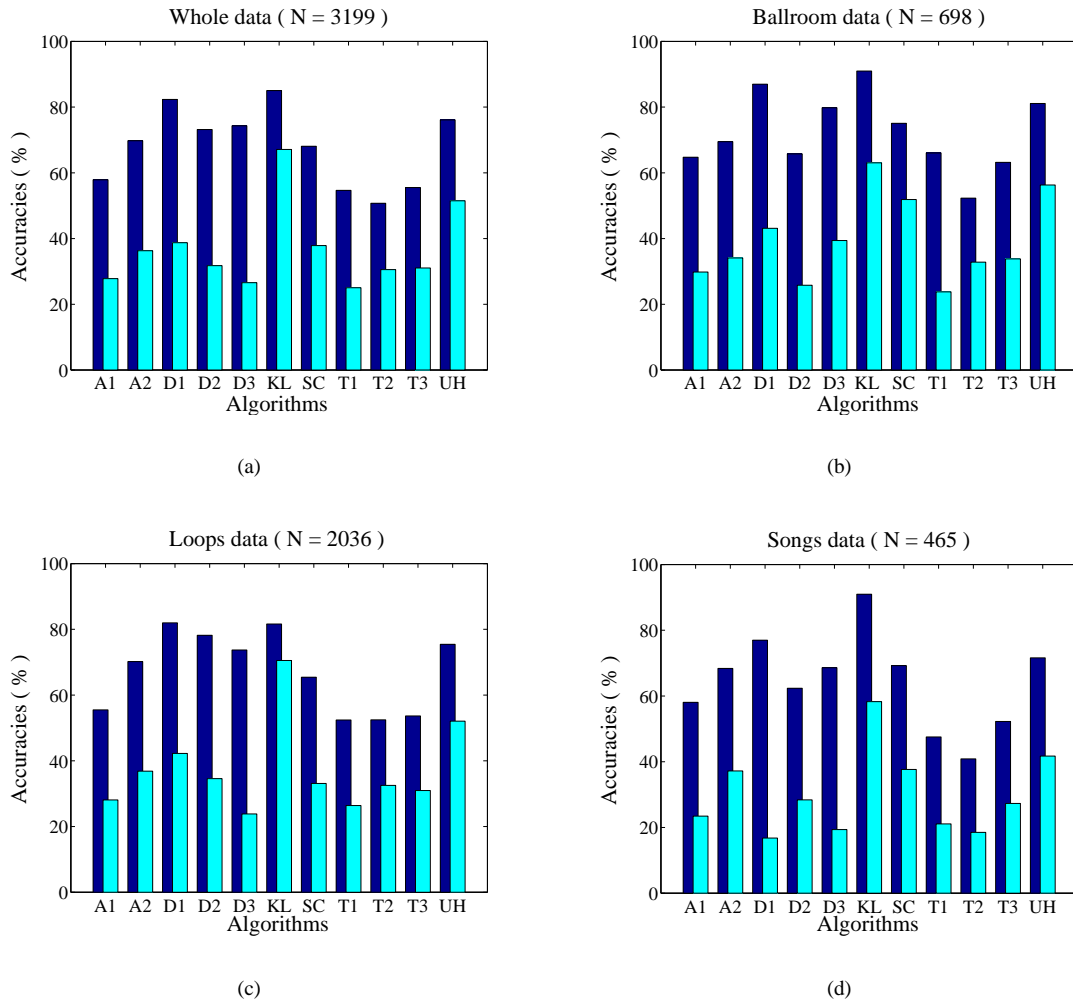 Whole data ( N = 3199 )
100
80
60
40
20
0
Accuracies ( % )
A1 A2 D1 D2 D3 KL SC T1 T2 T3 UH
Algorithms
(a)
Ballroom data ( N = 698 )
100
80
60
40
20
0
Accuracies ( % )
A1 A2 D1 D2 D3 KL SC T1 T2 T3 UH
Algorithms
(b)
Loops data ( N = 2036 )
100
80
60
40
20
0
Accuracies ( % )
A1 A2 D1 D2 D3 KL SC T1 T2 T3 UH
Algorithms
(c)
Songs data ( N = 465 )
100
80
60
40
20
0
Accuracies ( % )
A1 A2 D1 D2 D3 KL SC T1 T2 T3 UH
Algorithms
(d)